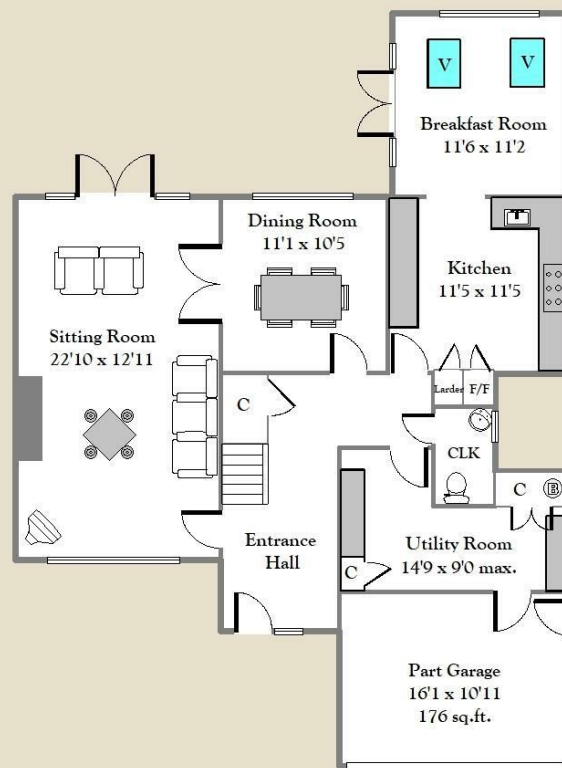 V
V
Breakfast Room
11'6 x 11'2
Dining Room
11'1 x 10'5
Kitchen
11'5 x 11'5
Sitting Room
22'10 x 12'11
Larder
F/F
C
CLK
C
B
Entrance
Hall
Utility Room
14'9 x 9'0 max.
C
Part Garage
16'1 x 10'11
176 sq.ft.